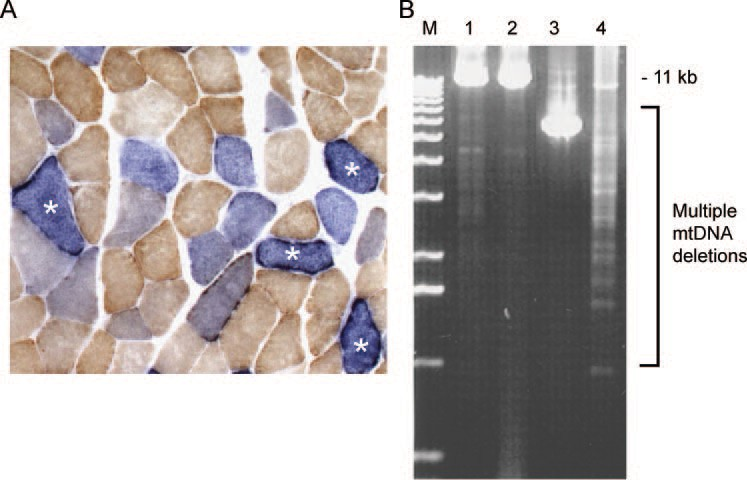 A
B
M 1 2 3 4
- 11 kb
Multiple
mtDNA
deletions
* * * *